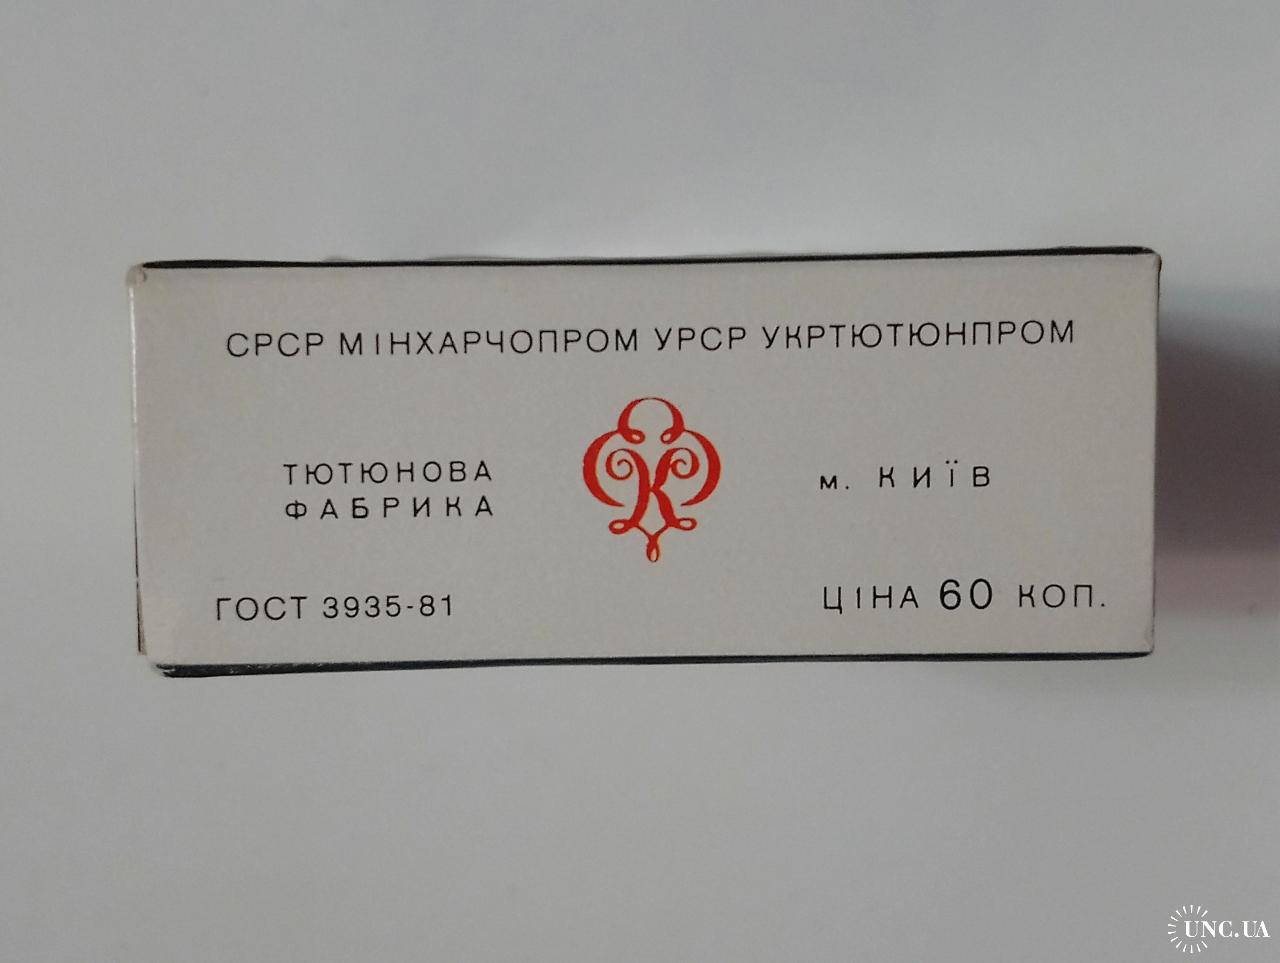 СРСР МІНХАРЧОПРОМ УРСР УКРТЮТЮНПРОМ
ТЮТЮНОВА
ФАБРИКА
К
м. КИЇВ
ГОСТ 3935-81
ЦІНА 60 КОП.
UNC.UA